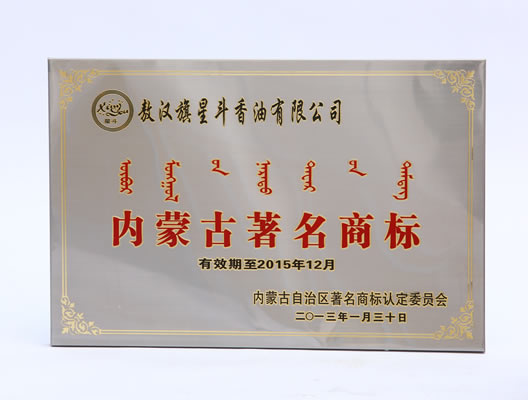 星斗
敖汉旗星斗香油有限公司
内蒙古著名商标
有效期至2015年12月
内蒙古自治区著名商标认定委员会
二〇一三年一月三十日